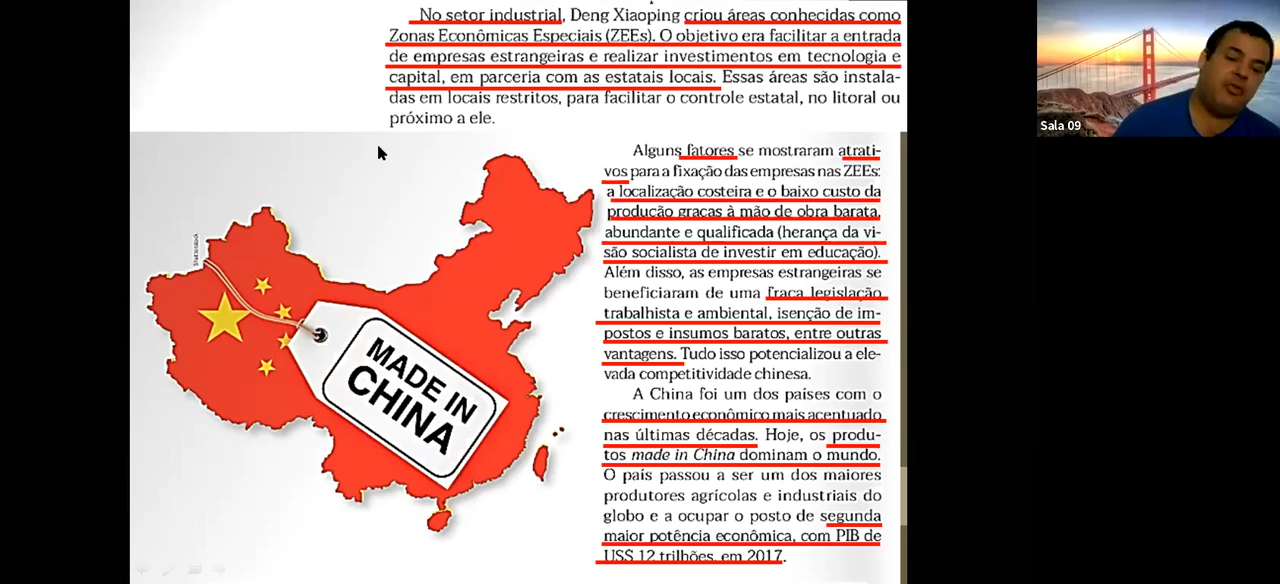 No setor industrial, Deng Xiaoping criou áreas conhecidas como
Zonas Econômicas Especiais (ZEEs). O objetivo era facilitar a entrada
de empresas estrangeiras e realizar investimentos em tecnologia e
capital, em parceria com as estatais locais. Essas áreas são instala-
das em locais restritos, para facilitar o controle estatal, no litoral ou
próximo a ele.
Sala 09
Shutterstock
MADE IN
CHINA
Alguns fatores se mostraram atrati-
vos para a fixação das empresas nas ZEEs:
a localização costeira e o baixo custo da
produção graças à mão de obra barata,
abundante e qualificada (herança da vi-
são socialista de investir em educação).
Além disso, as empresas estrangeiras se
beneficiaram de uma fraca legislação
trabalhista e ambiental, isenção de im-
postos e insumos baratos, entre outras
vantagens. Tudo isso potencializou a ele-
vada competitividade chinesa.
A China foi um dos países com o
crescimento econômico mais acentuado
nas últimas décadas. Hoje, os produ-
tos made in China dominam o mundo.
O país passou a ser um dos maiores
produtores agrícolas e industriais do
globo e a ocupar o posto de segunda
maior potência econômica, com PIB de
US$ 12 trilhões, em 2017.